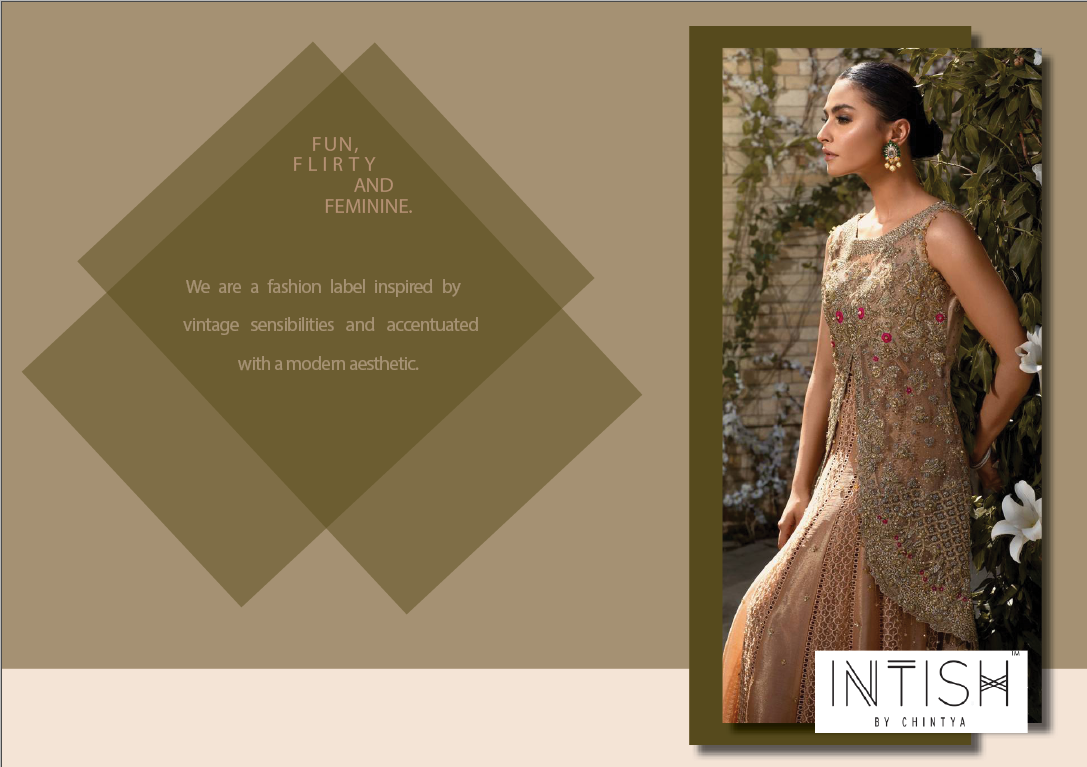 FUN,
FLIRTY
AND
FEMININE.
We are a fashion label inspired by
vintage sensibilities and accentuated
with a modern aesthetic.
INTISH™
BY CHINTYA